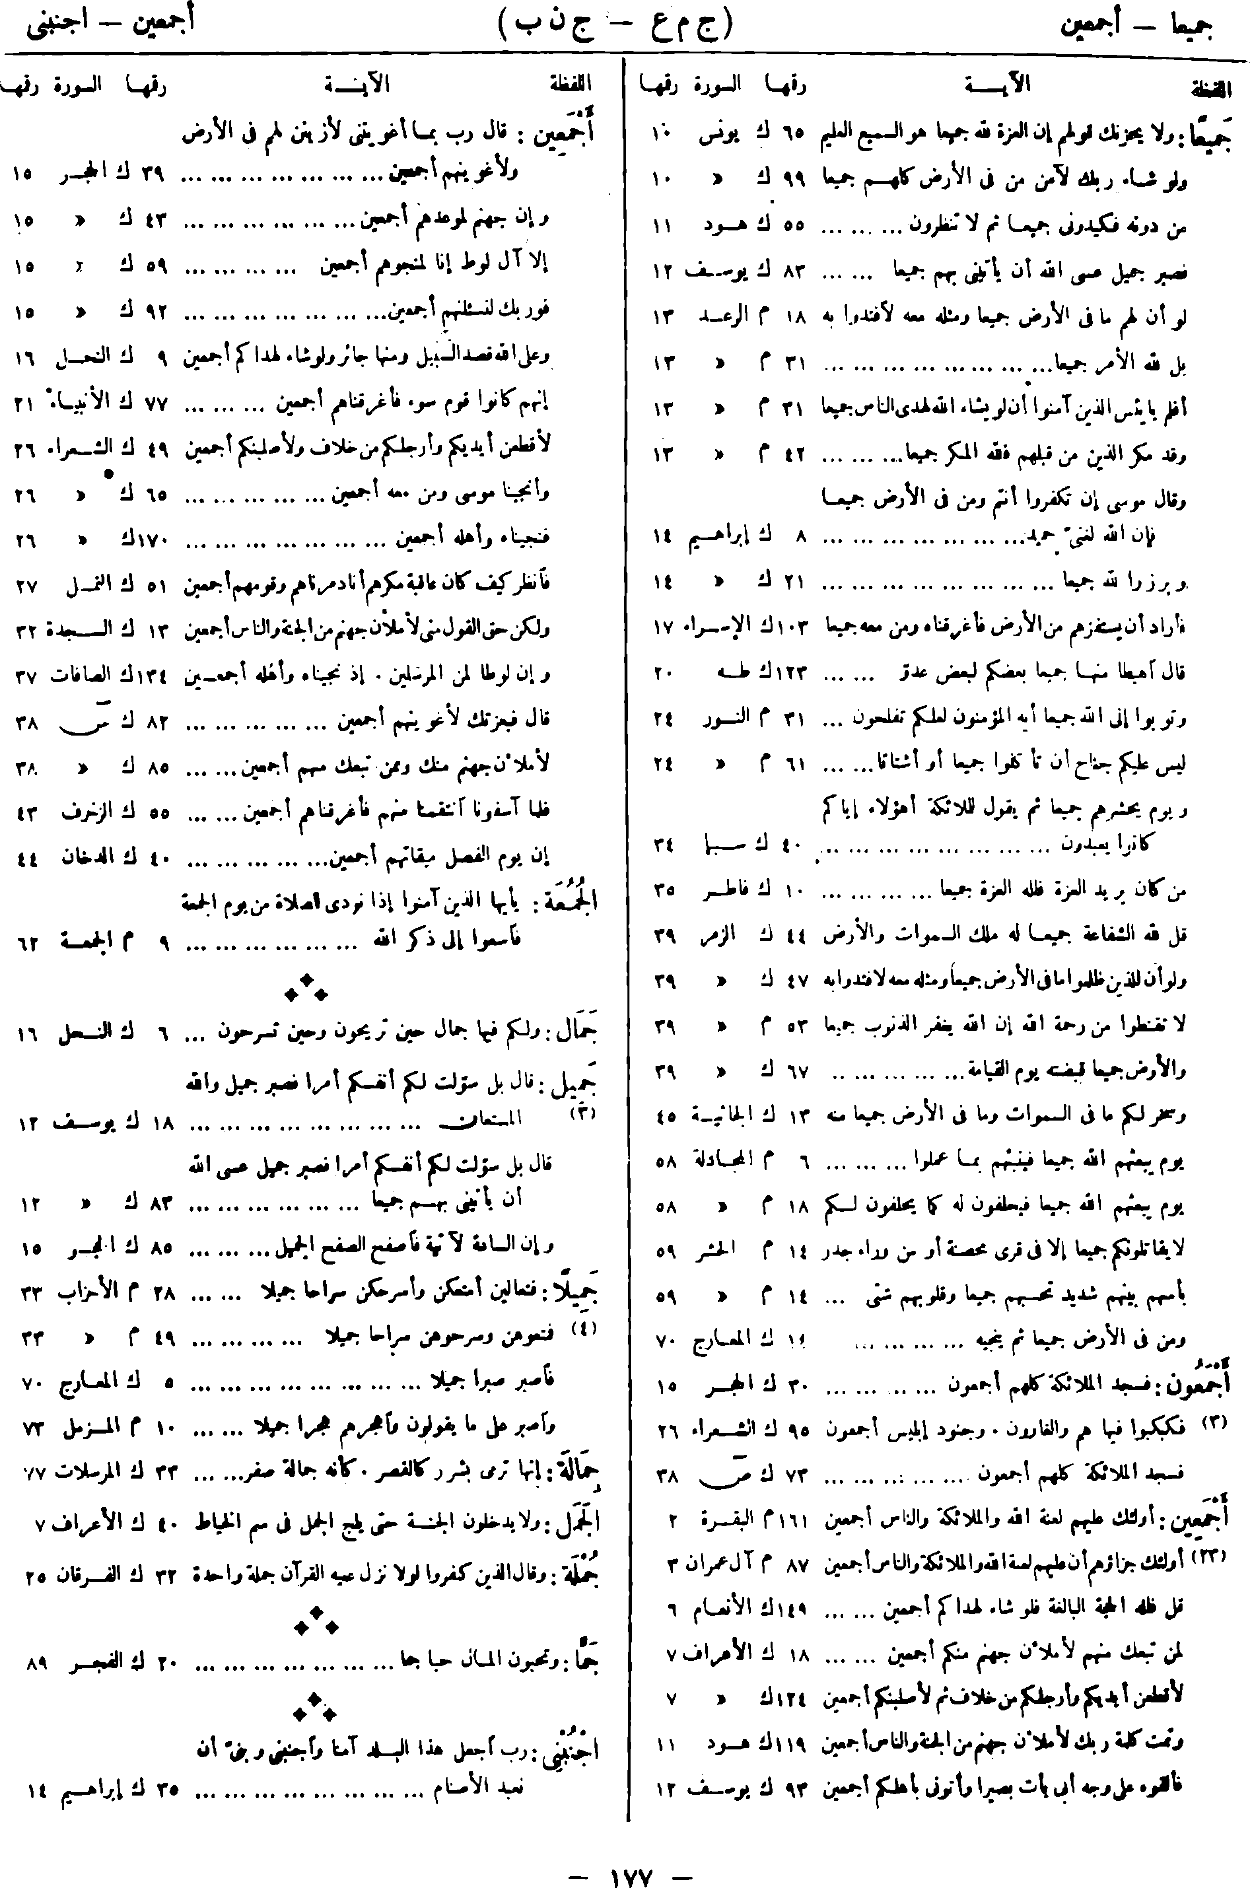 جميعا — أجمعين
(ج م ع — ج ن ب)
أجمعين — اجنبنى
اللفظة الآيـــة رقمها السورة رقمها
جَمِيعًا : ولا يحزنك قولهم إن العزة لله جميعا هو السميع العليم ٦٥ ك يونس ١٠
ولو شاء ربك لآمن من فى الأرض كلهم جميعا ٩٩ ك « ١٠
من دونه فكيدونى جميعا ثم لا تنظرون ... ... ... ٥٥ ك هود ١١
فصبر جميل عسى الله أن يأتينى بهم جميعا ... ... ٨٣ ك يوسف ١٢
لو أن لهم ما فى الأرض جميعا ومثله معه لآفتدوا به ١٨ م الرعد ١٣
بل لله الأمر جميعا... ... ... ... ... ... ... ... ٣١ م « ١٣
أفلم يايئس الذين آمنوا أن لو يشاء الله لهدى الناس جميعا ٣١ م « ١٣
وقد مكر الذين من قبلهم فلله المكر جميعا... ... ... ٤٢ م « ١٣
وقال موسى إن تكفروا أنتم ومن فى الأرض جميعا
فإن الله لغنىّ حميد... ... ... ... ... ... ... ٨ ك إبراهيم ١٤
وبرزوا لله جميعا ... ... ... ... ... ... ... ... ٢١ ك « ١٤
فأراد أن يستفزهم من الأرض فأغرقناه ومن معه جميعا ١٠٣ ك الإسراء ١٧
قال آهبطا منها جميعا بعضكم لبعض عدوّ ... ... ١٢٣ ك طه ٢٠
وتوبوا إلى الله جميعا أيه المؤمنون لعلكم تفلحون ... ٣١ م النور ٢٤
ليس عليكم جناح أن تأكلوا جميعا أو أشتاتا... ... ٦١ م « ٢٤
ويوم يحشرهم جميعا ثم يقول للملائكة أهؤلاء إياكم
كانوا يعبدون ... ... ... ... ... ... ... ... ٤٠ ك سبإ ٣٤
من كان يريد العزة فلله العزة جميعا ... ... ... ... ١٠ ك فاطر ٣٥
قل لله الشفاعة جميعا له ملك السموات والأرض ٤٤ ك الزمر ٣٩
ولو أن للذين ظلموا ما فى الأرض جميعا ومثله معه لافتدوا به ٤٧ ك « ٣٩
لا تقنطوا من رحمة الله إن الله يغفر الذنوب جميعا ٥٣ م « ٣٩
والأرض جميعا قبضته يوم القيامة... ... ... ... .. ٦٧ ك « ٣٩
وسخر لكم ما فى السموات وما فى الأرض جميعا منه ١٣ ك الجاثية ٤٥
يوم يبعثهم الله جميعا فينبئهم بما عملوا ... ... ... ٦ م المجادلة ٥٨
يوم يبعثهم الله جميعا فيحلفون له كما يحلفون لكم ١٨ م « ٥٨
لا يقاتلونكم جميعا إلا فى قرى محصنة أو من وراء جدر ١٤ م الحشر ٥٩
بأسهم بينهم شديد تحسبهم جميعا وقلوبهم شتى ... ١٤ م « ٥٩
ومن فى الأرض جميعا ثم ينجيه ... ... ... ... ١٤ ك المعارج ٧٠
أَجْمَعُون : فسجد الملائكة كلهم أجمعون ... ... ... ... ٣٠ ك الحجر ١٥
(٣) فكبكبوا فيها هم والغاوون . وجنود إبليس أجمعون ٩٥ ك الشعراء ٢٦
فسجد الملائكة كلهم أجمعون ... ... ... ... ... ٧٣ ك صٓ ٣٨
أَجْمَعِين : أولئك عليهم لعنة الله والملائكة والناس أجمعين ١٦١ م البقرة ٢
(٢٣) أولئك جزاؤهم أن عليهم لعنة الله والملائكة والناس أجمعين ٨٧ م آل عمران ٣
قل فلله الحجة البالغة فلو شاء لهداكم أجمعين ... ... ١٤٩ ك الأنعام ٦
لمن تبعك منهم لأملأن جهنم منكم أجمعين ... ... ١٨ ك الأعراف ٧
لأقطعن أيديكم وأرجلكم من خلاف ثم لأصلبنكم أجمعين ١٢٤ ك « ٧
وتمت كلمة ربك لأملأن جهنم من الجنة والناس أجمعين ١١٩ ك هود ١١
فألقوه على وجه أبى يأت بصيرا وأتونى بأهلكم أجمعين ٩٣ ك يوسف ١٢
اللفظة الآيـــة رقمها السورة رقمها
أَجْمَعِين : قال رب بما أغويتنى لأزينن لهم فى الأرض
ولأغوينهم أجمعين ... ... ... ... ... ... ... ٣٩ ك الحجر ١٥
وإن جهنم لموعدهم أجمعين ... ... ... ... ... ... ٤٣ ك « ١٥
إلا آل لوط إنا لمنجوهم أجمعين ... ... ... ... ٥٩ ك « ١٥
فوربك لنسئلنهم أجمعين... ... ... ... ... ... ... ٩٢ ك « ١٥
وعلى الله قصد السبيل ومنها جائر ولو شاء لهداكم أجمعين ٩ ك النحل ١٦
إنهم كانوا قوم سوء فأغرقناهم أجمعين ... ... ... ٧٧ ك الأنبياء ٢١
لأقطعن أيديكم وأرجلكم من خلاف ولأصلبنكم أجمعين ٤٩ ك الشعراء ٢٦
وأنجينا موسى ومن معه أجمعين ... ... ... ... ... ٦٥ ك « ٢٦
فنجيناه وأهله أجمعين ... ... ... ... ... ... ... ١٧٠ ك « ٢٦
فآنظر كيف كان عاقبة مكرهم أنا دمرناهم وقومهم أجمعين ٥١ ك النمل ٢٧
ولكن حق القول منى لأملأن جهنم من الجنة والناس أجمعين ١٣ ك السجدة ٣٢
وإن لوطا لمن المرسلين . إذ نجيناه وأهله أجمعين ١٣٤ ك الصافات ٣٧
قال فبعزتك لأغوينهم أجمعين ... ... ... ... ... ٨٢ ك صٓ ٣٨
لأملأن جهنم منك وممن تبعك منهم أجمعين... ... ٨٥ ك « ٣٨
فلما آسفونا آنتقمنا منهم فأغرقناهم أجمعين ... ... ٥٥ ك الزخرف ٤٣
إن يوم الفصل ميقاتهم أجمعين... ... ... ... ... ٤٠ ك الدخان ٤٤
الجُمُعَة : يأيها الذين آمنوا إذا نودى للصلاة من يوم الجمعة
فآسعوا إلى ذكر الله ... ... ... ... ... ... ٩ م الجمعة ٦٢
جَمَال : ولكم فيها جمال حين تريحون وحين تسرحون ... ٦ ك النحل ١٦
جَمِيل : قال بل سوّلت لكم أنفسكم أمرا فصبر جميل والله
(٣) المستعان ... ... ... ... ... ... ... ... ١٨ ك يوسف ١٢
قال بل سوّلت لكم أنفسكم أمرا فصبر جميل عسى الله
أن يأتينى بهم جميعا ... ... ... ... ... ... ٨٣ ك « ١٢
وإن الساعة لآتية فآصفح الصفح الجميل ... ... ... ٨٥ ك الحجر ١٥
جَمِيلًا : فتعالين أمتعكن وأسرحكن سراحا جميلا ... ... ٢٨ م الأحزاب ٣٣
(٤) فمتعوهن وسرحوهن سراحا جميلا ... ... ... ... ٤٩ م « ٣٣
فآصبر صبرا جميلا ... ... ... ... ... ... ... ... ٥ ك المعارج ٧٠
وآصبر على ما يقولون وآهجرهم هجرا جميلا ... ... ١٠ م المزمل ٧٣
جِمَالَة : إنها ترمى بشرر كالقصر . كأنه جمالة صفر... ... ٣٣ ك المرسلات ٧٧
الجَمَل : ولا يدخلون الجنة حتى يلج الجمل فى سم الخياط ٤٠ ك الأعراف ٧
جُمْلَة : وقال الذين كفروا لولا نزل عليه القرآن جملة واحدة ٣٢ ك الفرقان ٢٥
جَمًّا : وتحبون المال حبا جما ... ... ... ... ... ... ... ٢٠ ك الفجر ٨٩
اجْنُبْنِي : رب آجعل هذا البلد آمنا وآجنبنى وبنىّ أن
نعبد الأصنام ... ... ... ... ... ... ... ... ٣٥ ك إبراهيم ١٤
— ١٧٧ —